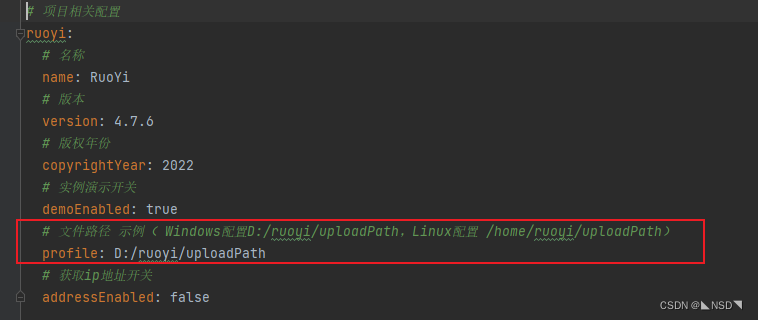 # 项目相关配置
ruoyi:
# 名称
name: RuoYi
# 版本
version: 4.7.6
# 版权年份
copyrightYear: 2022
# 实例演示开关
demoEnabled: true
# 文件路径 示例（ Windows配置D:/ruoyi/uploadPath，Linux配置 /home/ruoyi/uploadPath）
profile: D:/ruoyi/uploadPath
# 获取ip地址开关
addressEnabled: false
CSDN @◣NSD◥